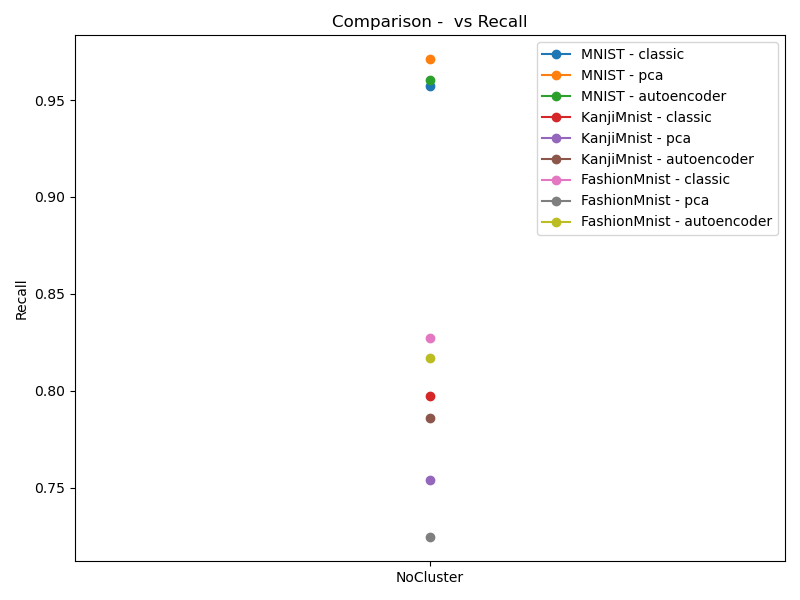 Comparison -  vs Recall
MNIST - classic
MNIST - pca
MNIST - autoencoder
KanjiMnist - classic
KanjiMnist - pca
KanjiMnist - autoencoder
FashionMnist - classic
FashionMnist - pca
FashionMnist - autoencoder
Recall
0.95
0.90
0.85
0.80
0.75
NoCluster